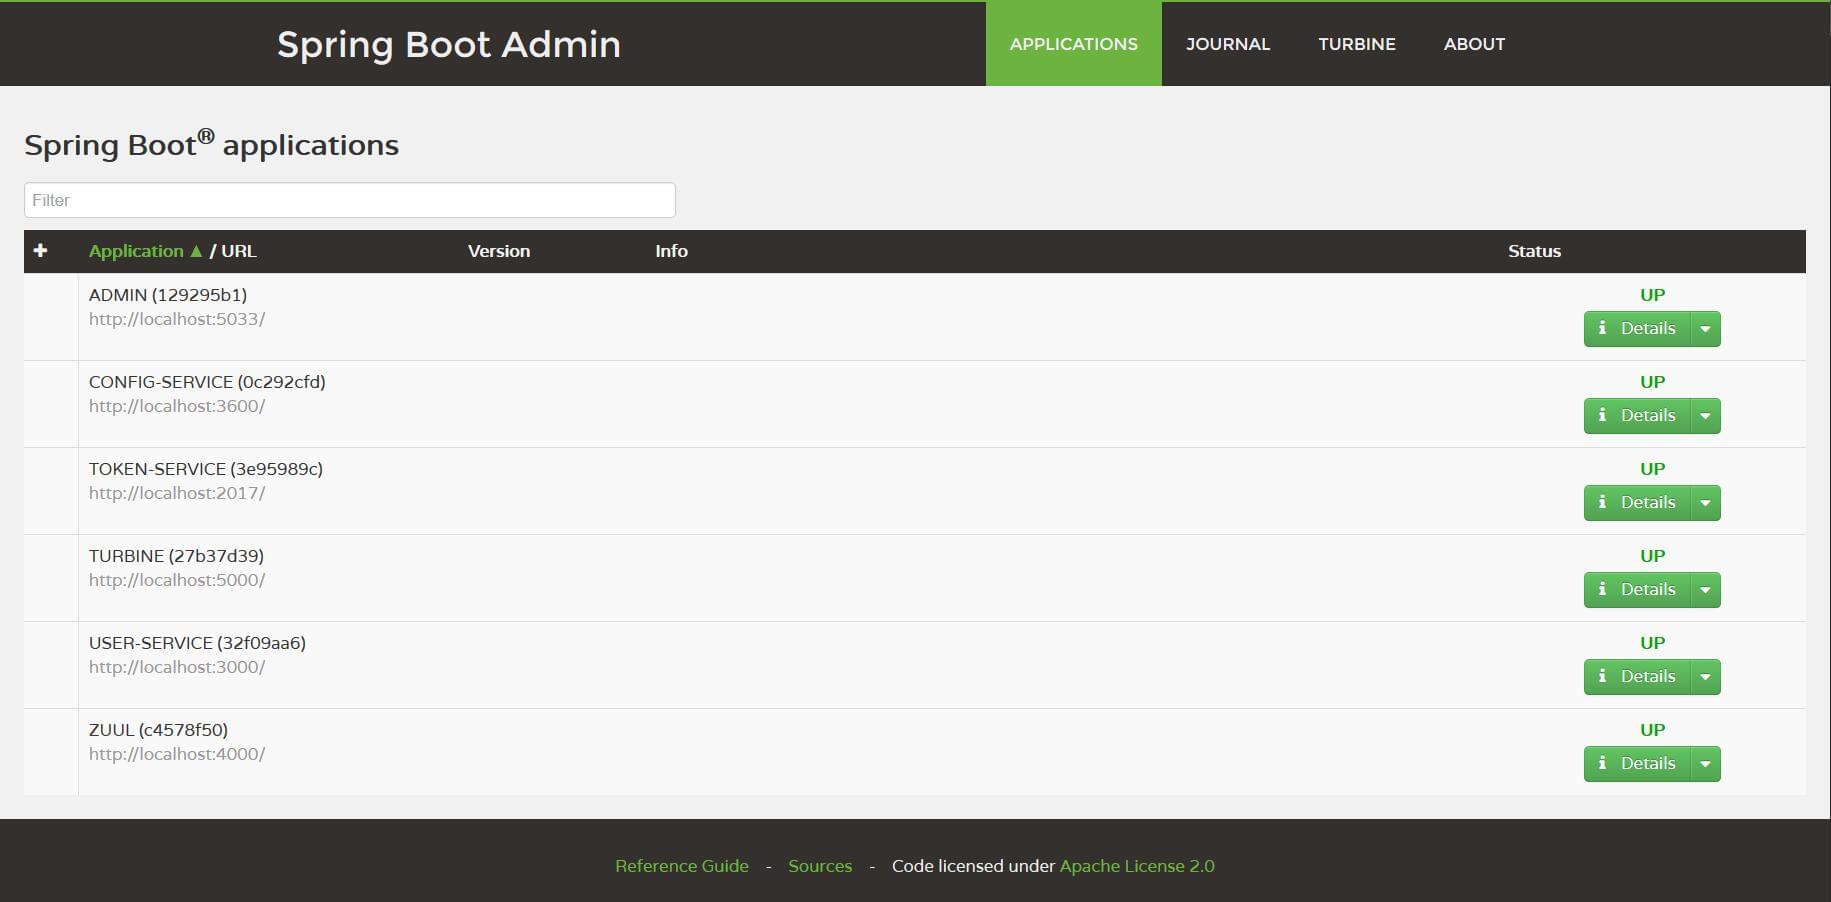 Spring Boot Admin
APPLICATIONS JOURNAL TURBINE ABOUT
Spring Boot® applications
Filter
Application ▲ / URL Version Info Status
ADMIN (129295b1) UP
http://localhost:5033/ Details
CONFIG-SERVICE (0c292cfd) UP
http://localhost:3600/ Details
TOKEN-SERVICE (3e95989c) UP
http://localhost:2017/ Details
TURBINE (27b37d39) UP
http://localhost:5000/ Details
USER-SERVICE (32f09aa6) UP
http://localhost:3000/ Details
ZUUL (c4578f50) UP
http://localhost:4000/ Details
Reference Guide - Sources - Code licensed under Apache License 2.0